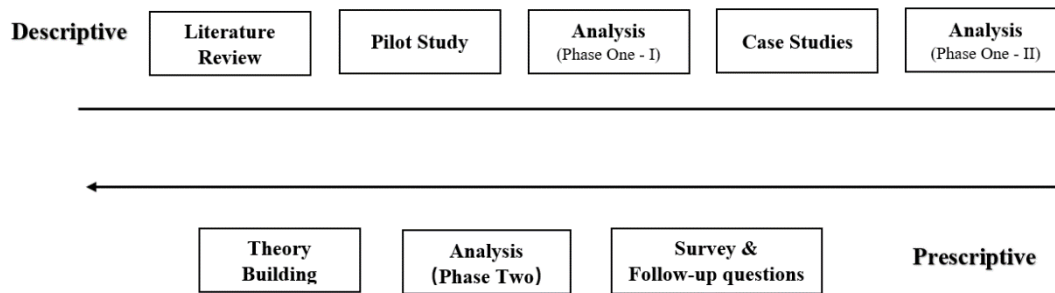 Descriptive
Literature
Review
Pilot Study
Analysis
(Phase One - I)
Case Studies
Analysis
(Phase One - II)
Theory
Building
Analysis
(Phase Two)
Survey &
Follow-up questions
Prescriptive